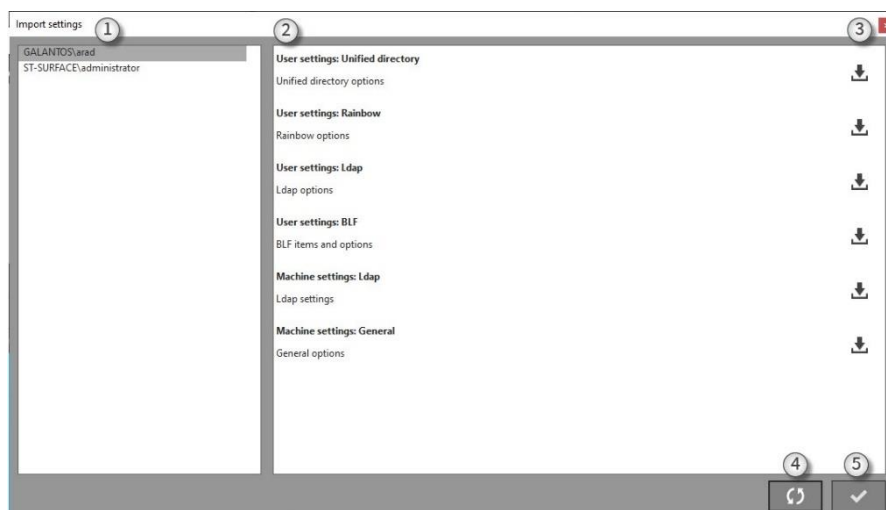 Import settings
1
2
3
GALANTOS\arad
ST-SURFACE\administrator
User settings: Unified directory
Unified directory options
User settings: Rainbow
Rainbow options
User settings: Ldap
Ldap options
User settings: BLF
BLF items and options
Machine settings: Ldap
Ldap settings
Machine settings: General
General options
4
5